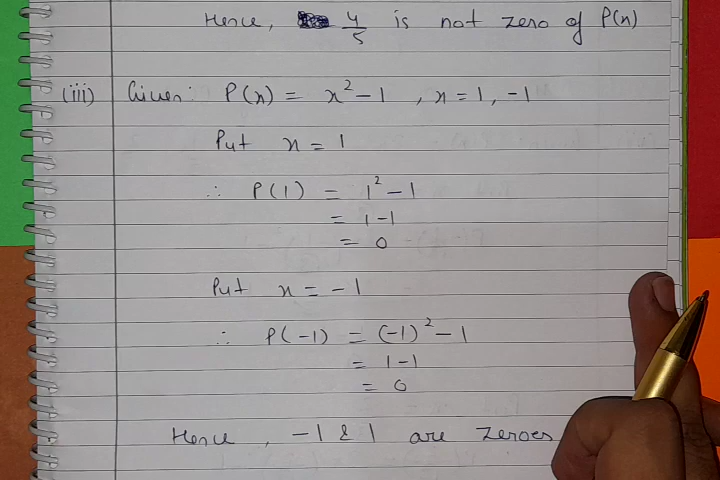 Hence, 4/5 is not zero of P(x)
(iii) Given: P(x) = x² - 1 , x = 1, -1
Put x = 1
∴ P(1) = 1² - 1
= 1 - 1
= 0
Put x = -1
∴ P(-1) = (-1)² - 1
= 1 - 1
= 0
Hence, -1 & 1 are zeroes